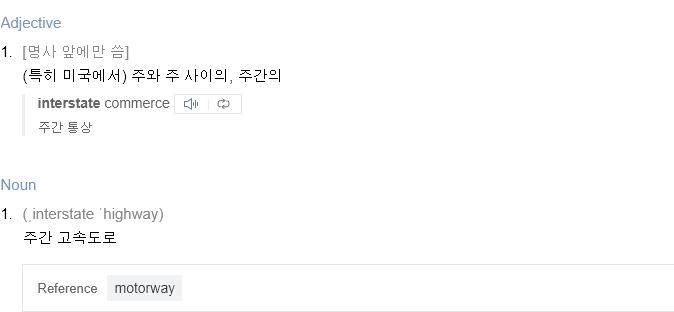 Adjective
1. [명사 앞에만 씀]
(특히 미국에서) 주와 주 사이의, 주간의
interstate commerce
주간 통상
Noun
1. (ˌinterstate ˈhighway)
주간 고속도로
Reference motorway